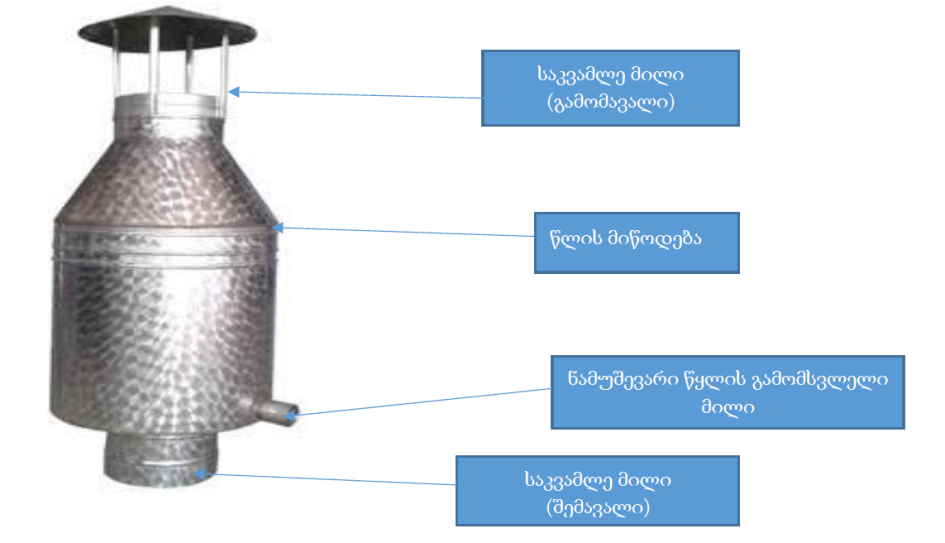 საკვამლე მილი
(გამომავალი)
წლის მიწოდება
ნამუშევარი წყლის გამომსვლელი
მილი
საკვამლე მილი
(შემავალი)